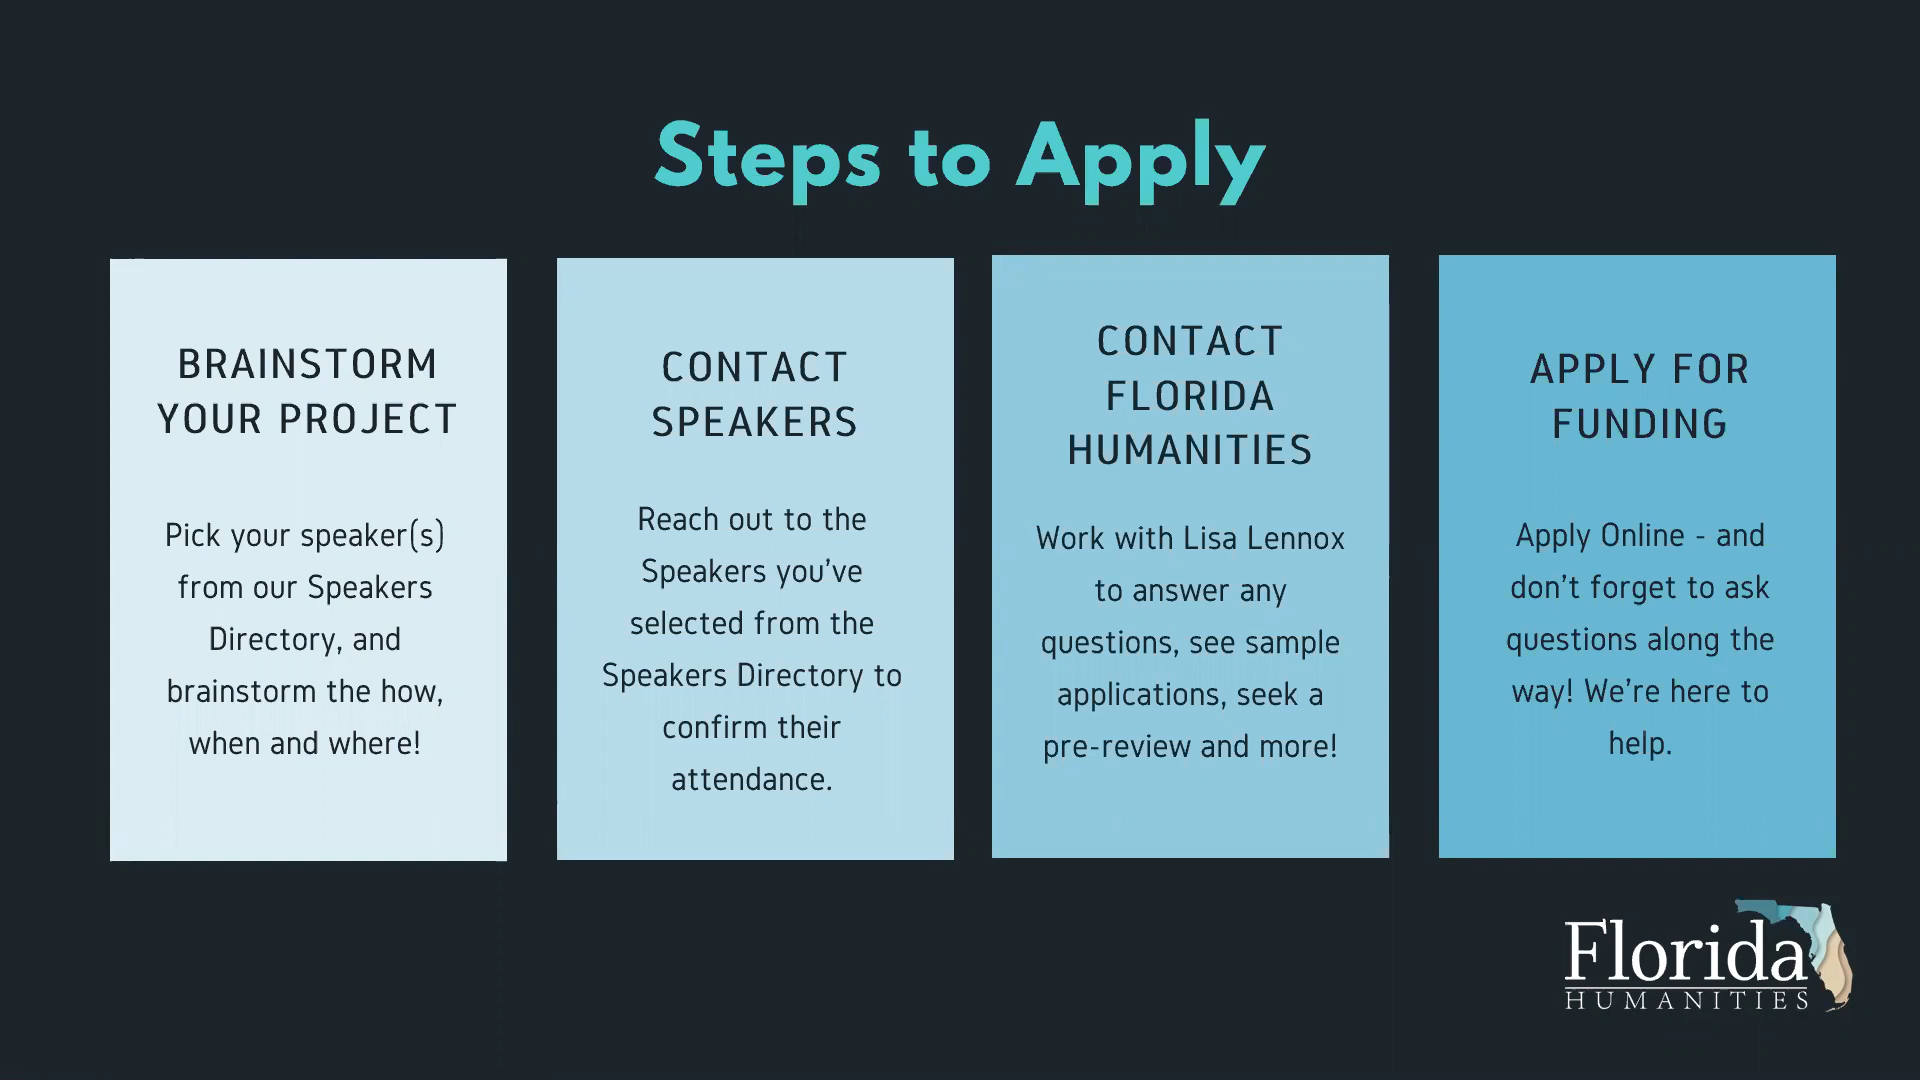 Steps to Apply
BRAINSTORM
YOUR PROJECT
Pick your speaker(s)
from our Speakers
Directory, and
brainstorm the how,
when and where!
CONTACT
SPEAKERS
Reach out to the
Speakers you’ve
selected from the
Speakers Directory to
confirm their
attendance.
CONTACT
FLORIDA
HUMANITIES
Work with Lisa Lennox
to answer any
questions, see sample
applications, seek a
pre-review and more!
APPLY FOR
FUNDING
Apply Online - and
don’t forget to ask
questions along the
way! We’re here to
help.
Florida
HUMANITIES